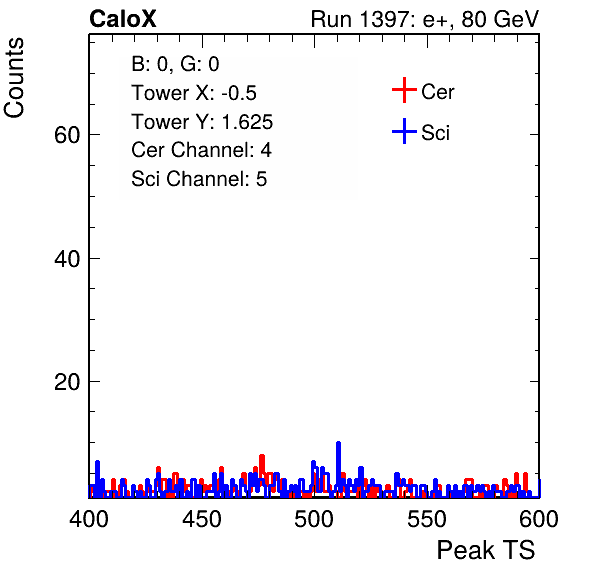 CaloX
Run 1397: e+, 80 GeV
Counts
B: 0, G: 0
Tower X: -0.5
Tower Y: 1.625
Cer Channel: 4
Sci Channel: 5
Cer
Sci
60
40
20
400
450
500
550
600
Peak TS